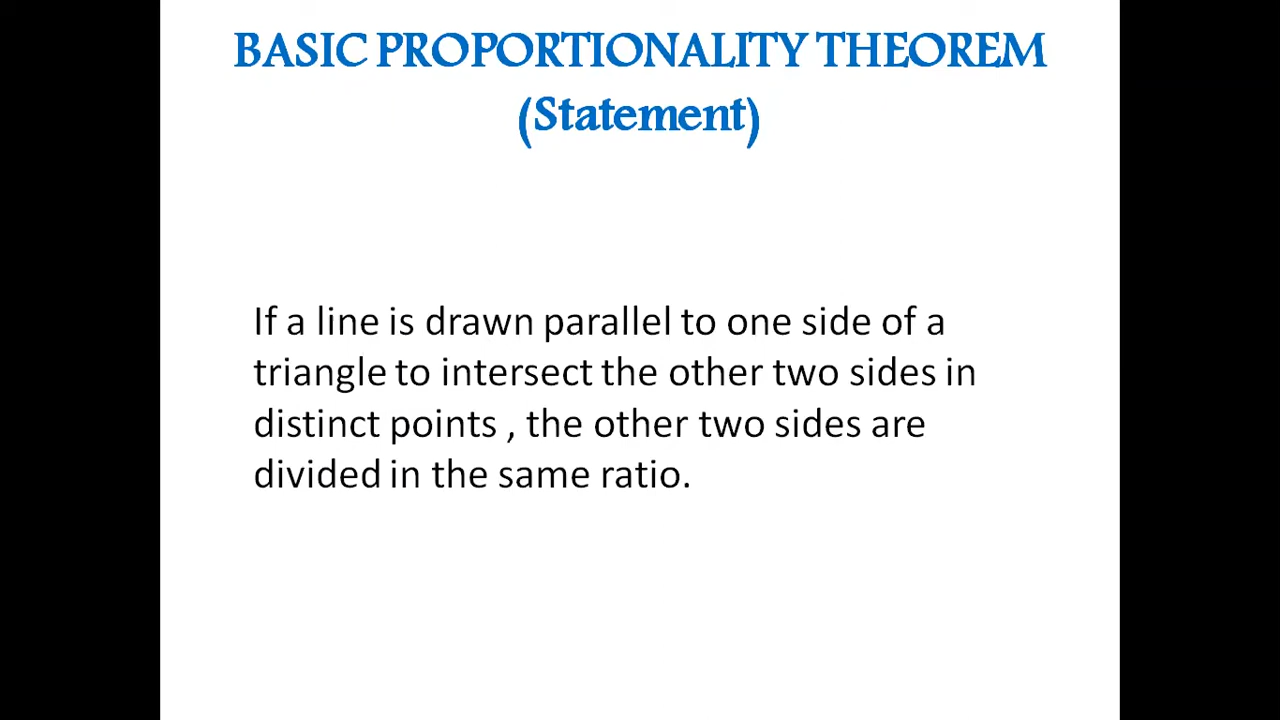 BASIC PROPORTIONALITY THEOREM
(Statement)
If a line is drawn parallel to one side of a
triangle to intersect the other two sides in
distinct points , the other two sides are
divided in the same ratio.